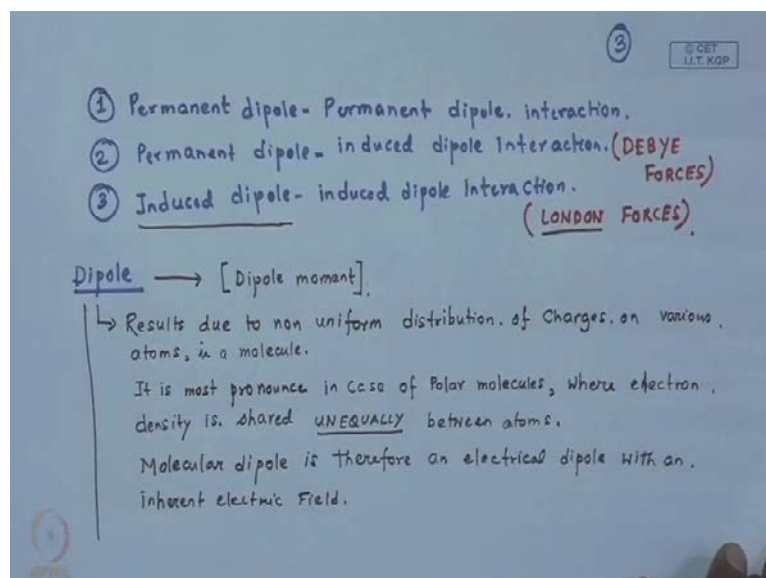 3
© CET
I.I.T. KGP
1 Permanent dipole - Permanent dipole. interaction.
2 Permanent dipole - induced dipole Interaction. (DEBYE
FORCES)
3 Induced dipole - induced dipole Interaction.
(LONDON FORCES).
Dipole → [Dipole moment].
↳ Results due to non uniform distribution. of Charges. on various.
atoms, in a molecule.
It is most pronounce in case of Polar molecules, where electron.
density is. shared UNEQUALLY between atoms.
Molecular dipole is therefore an electrical dipole with an.
inherent electric Field.